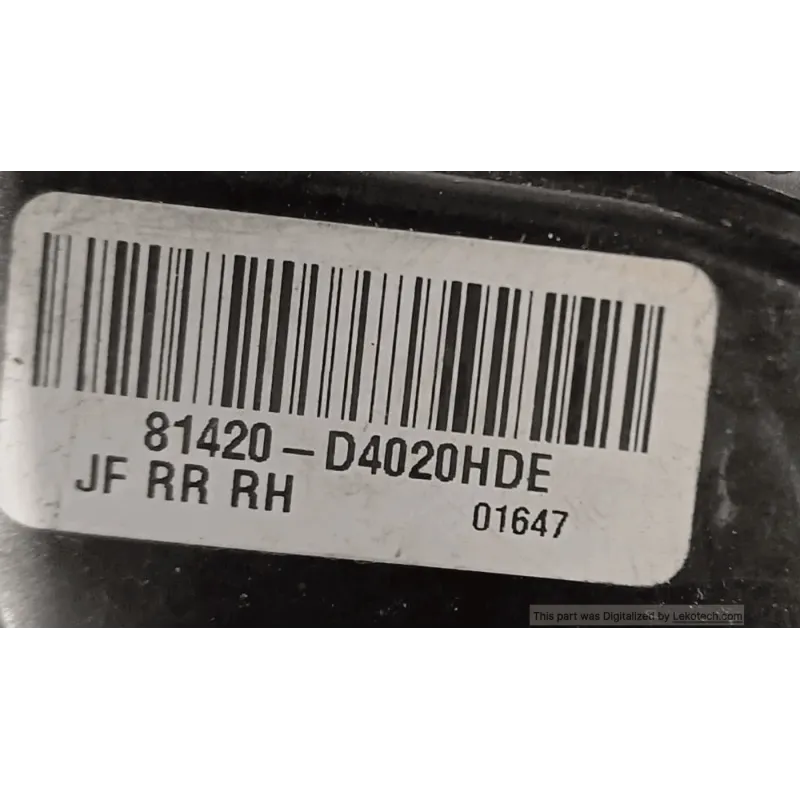 81420-D4020HDE
JF RR RH
01647
This part was Digitalized by Lekotech.com